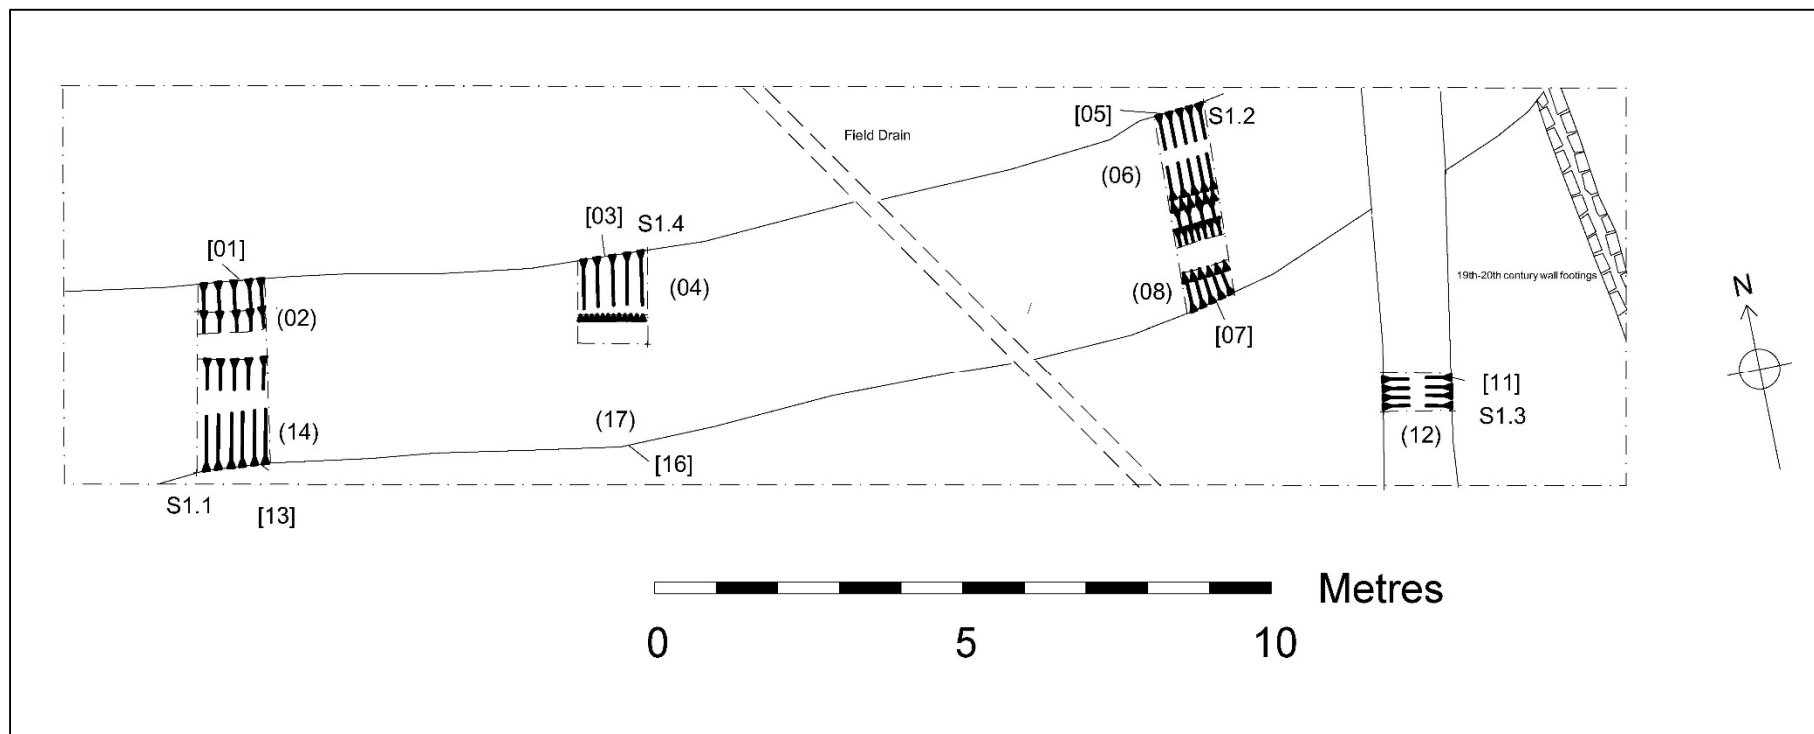 Field Drain
[05]
S1.2
(06)
[03]
S1.4
[01]
(04)
(02)
(08)
[07]
19th-20th century wall footings
N
[11]
S1.3
(12)
(17)
(14)
[16]
S1.1
[13]
Metres
0 5 10